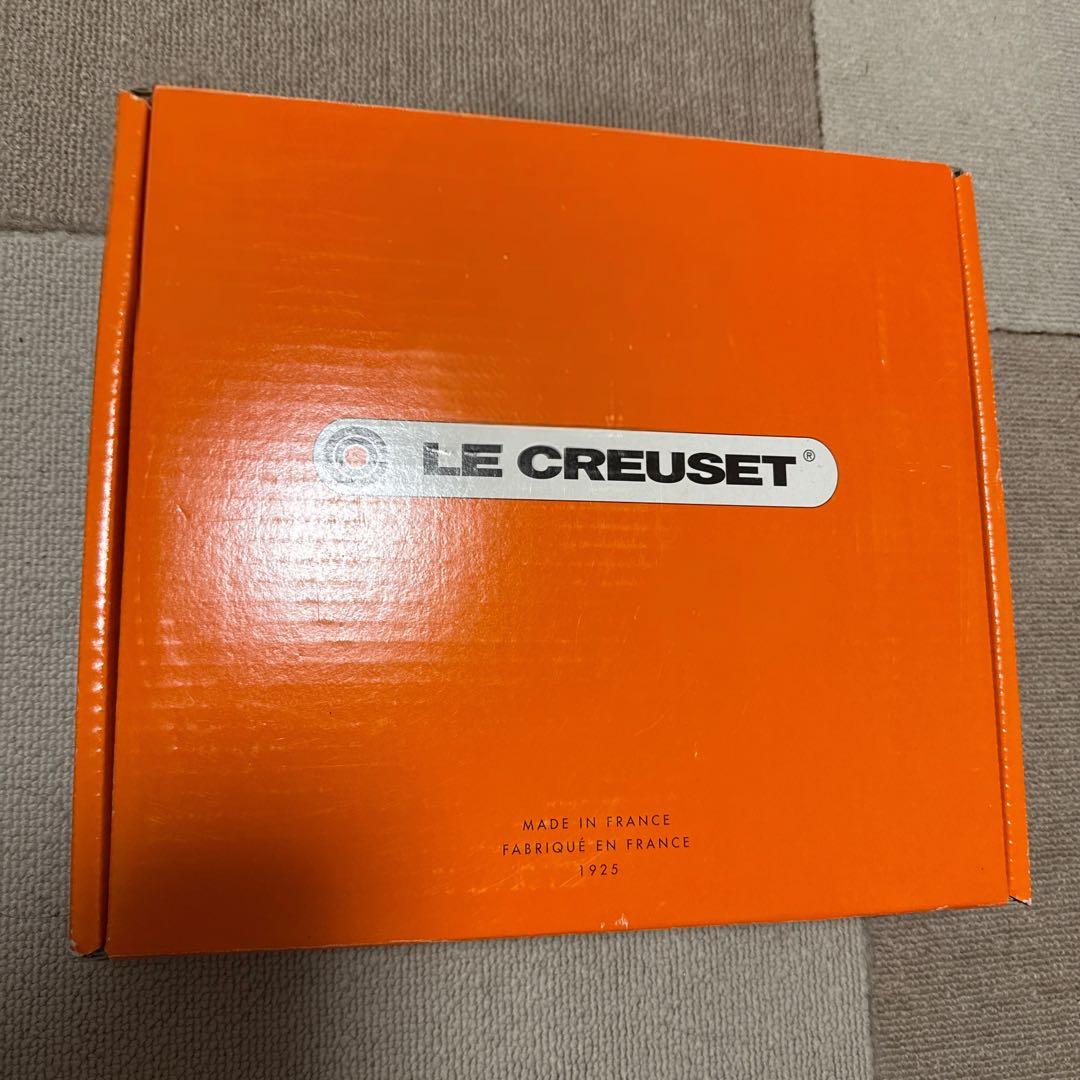 LE CREUSET®
MADE IN FRANCE
FABRIQUÉ EN FRANCE
1925